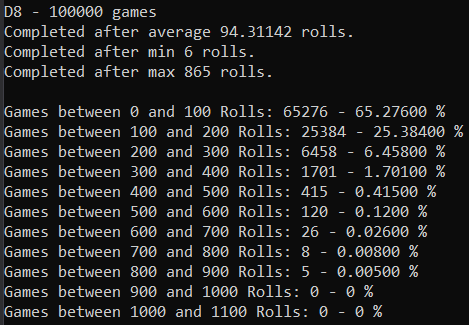 D8 - 100000 games
Completed after average 94.31142 rolls.
Completed after min 6 rolls.
Completed after max 865 rolls.
Games between 0 and 100 Rolls: 65276 - 65.27600 %
Games between 100 and 200 Rolls: 25384 - 25.38400 %
Games between 200 and 300 Rolls: 6458 - 6.45800 %
Games between 300 and 400 Rolls: 1701 - 1.70100 %
Games between 400 and 500 Rolls: 415 - 0.41500 %
Games between 500 and 600 Rolls: 120 - 0.1200 %
Games between 600 and 700 Rolls: 26 - 0.02600 %
Games between 700 and 800 Rolls: 8 - 0.00800 %
Games between 800 and 900 Rolls: 5 - 0.00500 %
Games between 900 and 1000 Rolls: 0 - 0 %
Games between 1000 and 1100 Rolls: 0 - 0 %